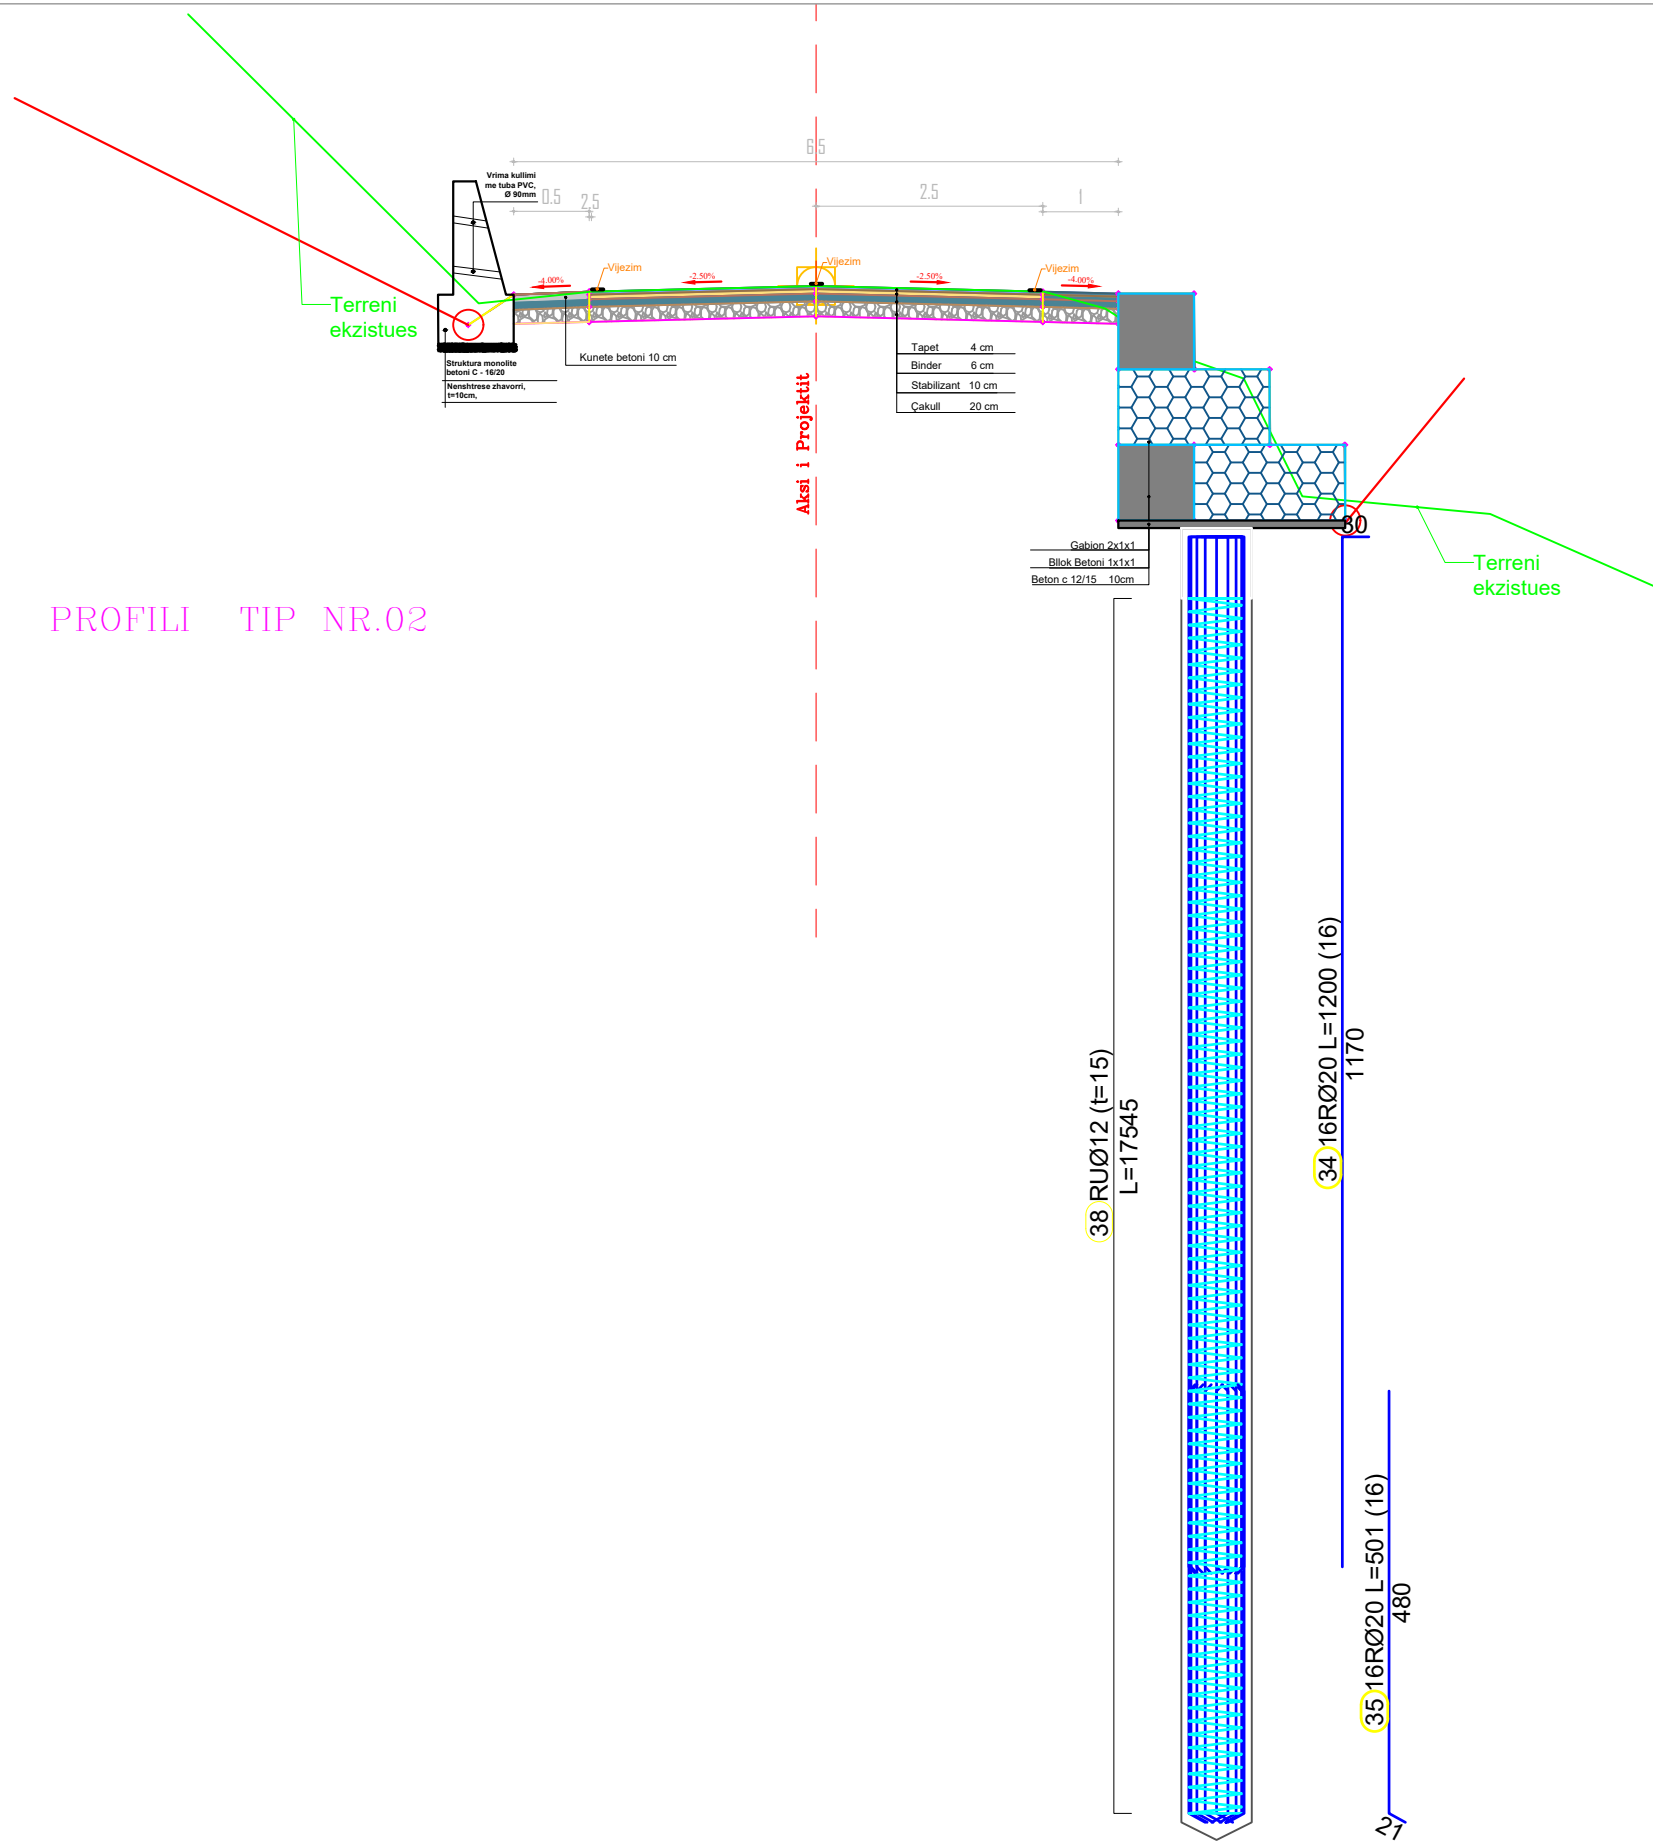 6.5
Vrima kullimi
me tuba PVC,
Ø 90mm
0.5
2.5
2.5
1
Vijezim
Vijezim
Vijezim
-4.00%
-2.50%
-2.50%
-4.00%
Terreni
ekzistues
Struktura monolite
betoni C - 16/20
Nenshtrese zhavorri,
t=10cm,
Kunete betoni 10 cm
Tapet 4 cm
Binder 6 cm
Stabilizant 10 cm
Çakull 20 cm
Aksi i Projektit
Gabion 2x1x1
Bllok Betoni 1x1x1
Beton c 12/15 10cm
30
Terreni
ekzistues
PROFILI TIP NR.02
38 RUØ12 (t=15)
L=17545
34 16RØ20 L=1200 (16)
1170
35 16RØ20 L=501 (16)
480
21